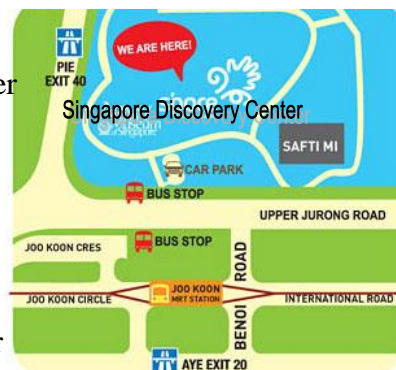 WE ARE HERE!
PIE
EXIT 40
er
Singapore Discovery Center
SAFTI MI
CAR PARK
BUS STOP
UPPER JURONG ROAD
BUS STOP
JOO KOON CRES
BENOI ROAD
JOO KOON
MRT STATION
JOO KOON CIRCLE
INTERNATIONAL ROAD
r
AYE EXIT 20